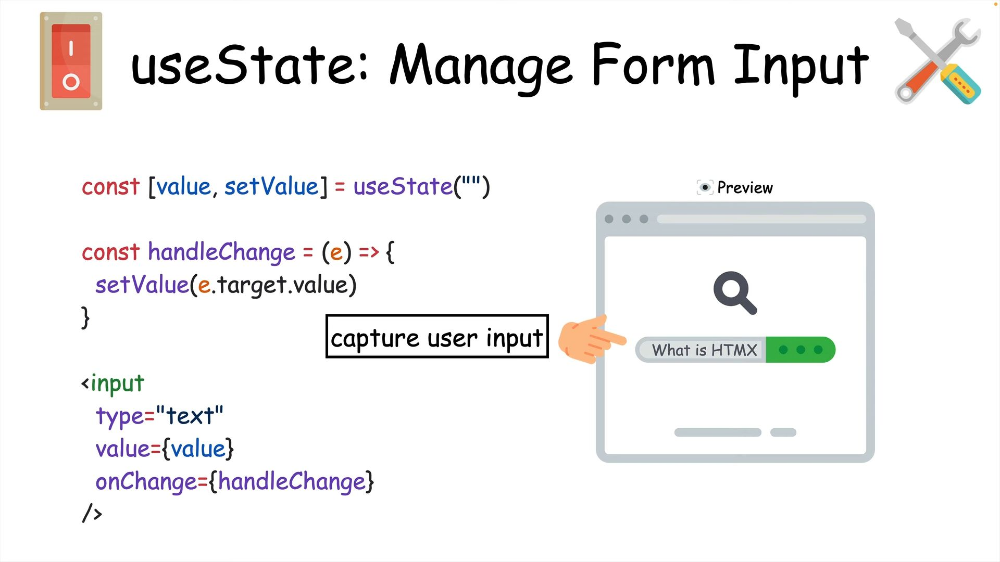 useState: Manage Form Input
const [value, setValue] = useState("")
const handleChange = (e) => {
setValue(e.target.value)
}
<input
type="text"
value={value}
onChange={handleChange}
/>
capture user input
Preview
What is HTMX